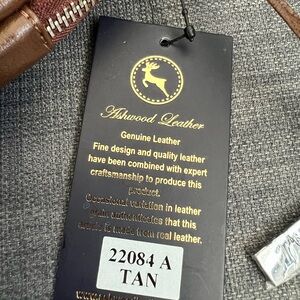 Ashwood Leather
Genuine Leather
Fine design and quality leather
have been combined with expert
craftsmanship to produce this
product.
Occasional variation in leather
grain authenticates that this
article is made from real leather.
22084 A
TAN